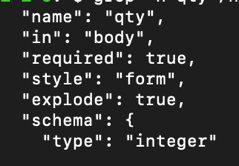 "name": "qty",
"in": "body",
"required": true,
"style": "form",
"explode": true,
"schema": {
"type": "integer"